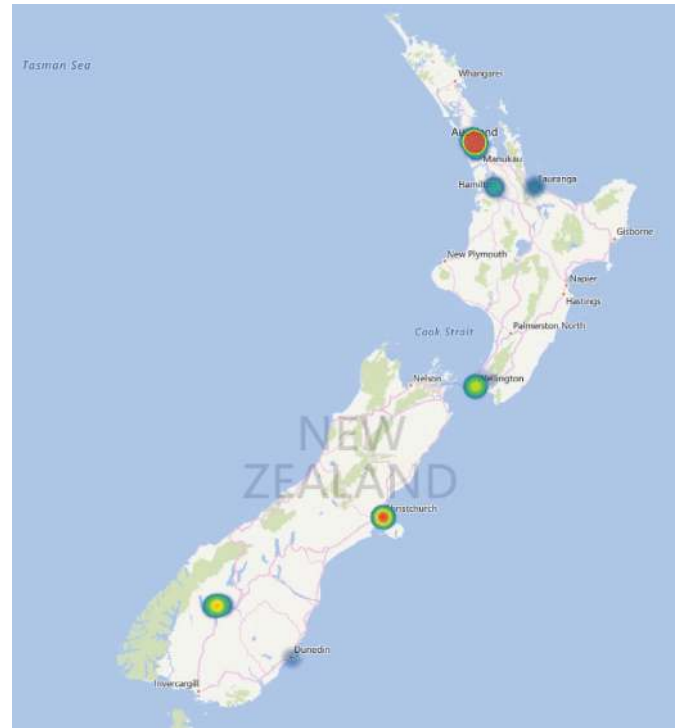 Tasman Sea
Whangarei
Manukau
Tauranga
Gisborne
New Plymouth
Napier
Hastings
Cook Strait
Palmerston North
Nelson
NEW
ZEALAND
Dunedin
Invercargill